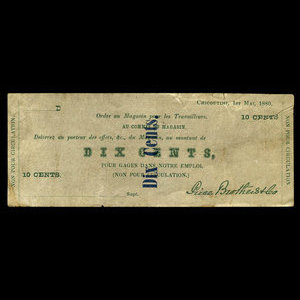 Chicoutimi, 1er Mai, 1880.
Ordre au Magasin pour les Travailleurs.
10 CENTS
AU COMMIS DU MAGASIN,
Délivrez au porteur des effets, &c., du Magasin, au montant de
DIX CENTS,
POUR GAGES DANS NOTRE EMPLOI.
10 CENTS.
(NON POUR CIRCULATION.)
Price Brothers & Co
Supt.
Dix Cents.
NON POUR CIRCULATION.
NON POUR CIRCULATION